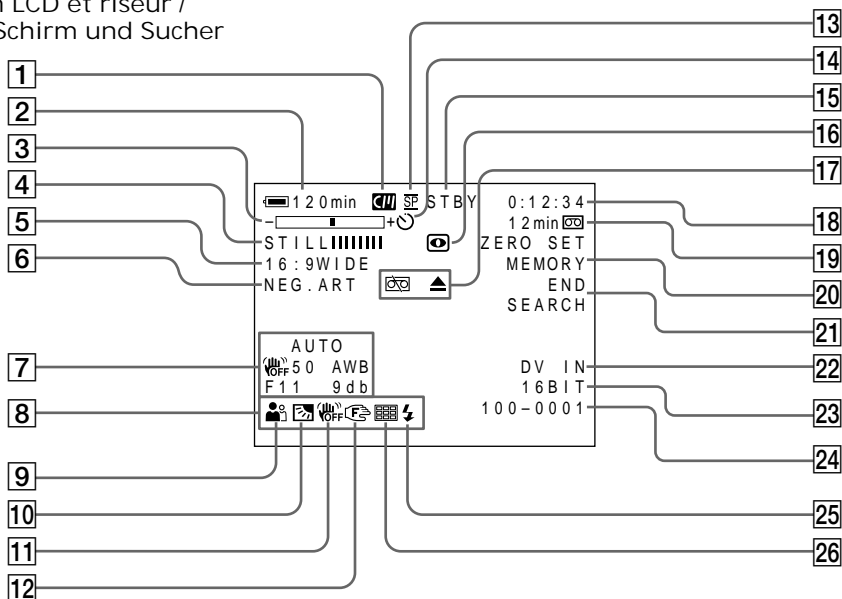 n LCD et riseur /
Schirm und Sucher
1
2
3
4
5
6
7
8
9
10
11
12
13
14
15
16
17
18
19
20
21
22
23
24
25
26
120min SP STBY 0:12:34
- + 12min
STILL ZERO SET
16:9WIDE MEMORY
NEG.ART END
SEARCH
AUTO
OFF 50 AWB DV IN
F11 9db 16BIT
OFF F 100-0001